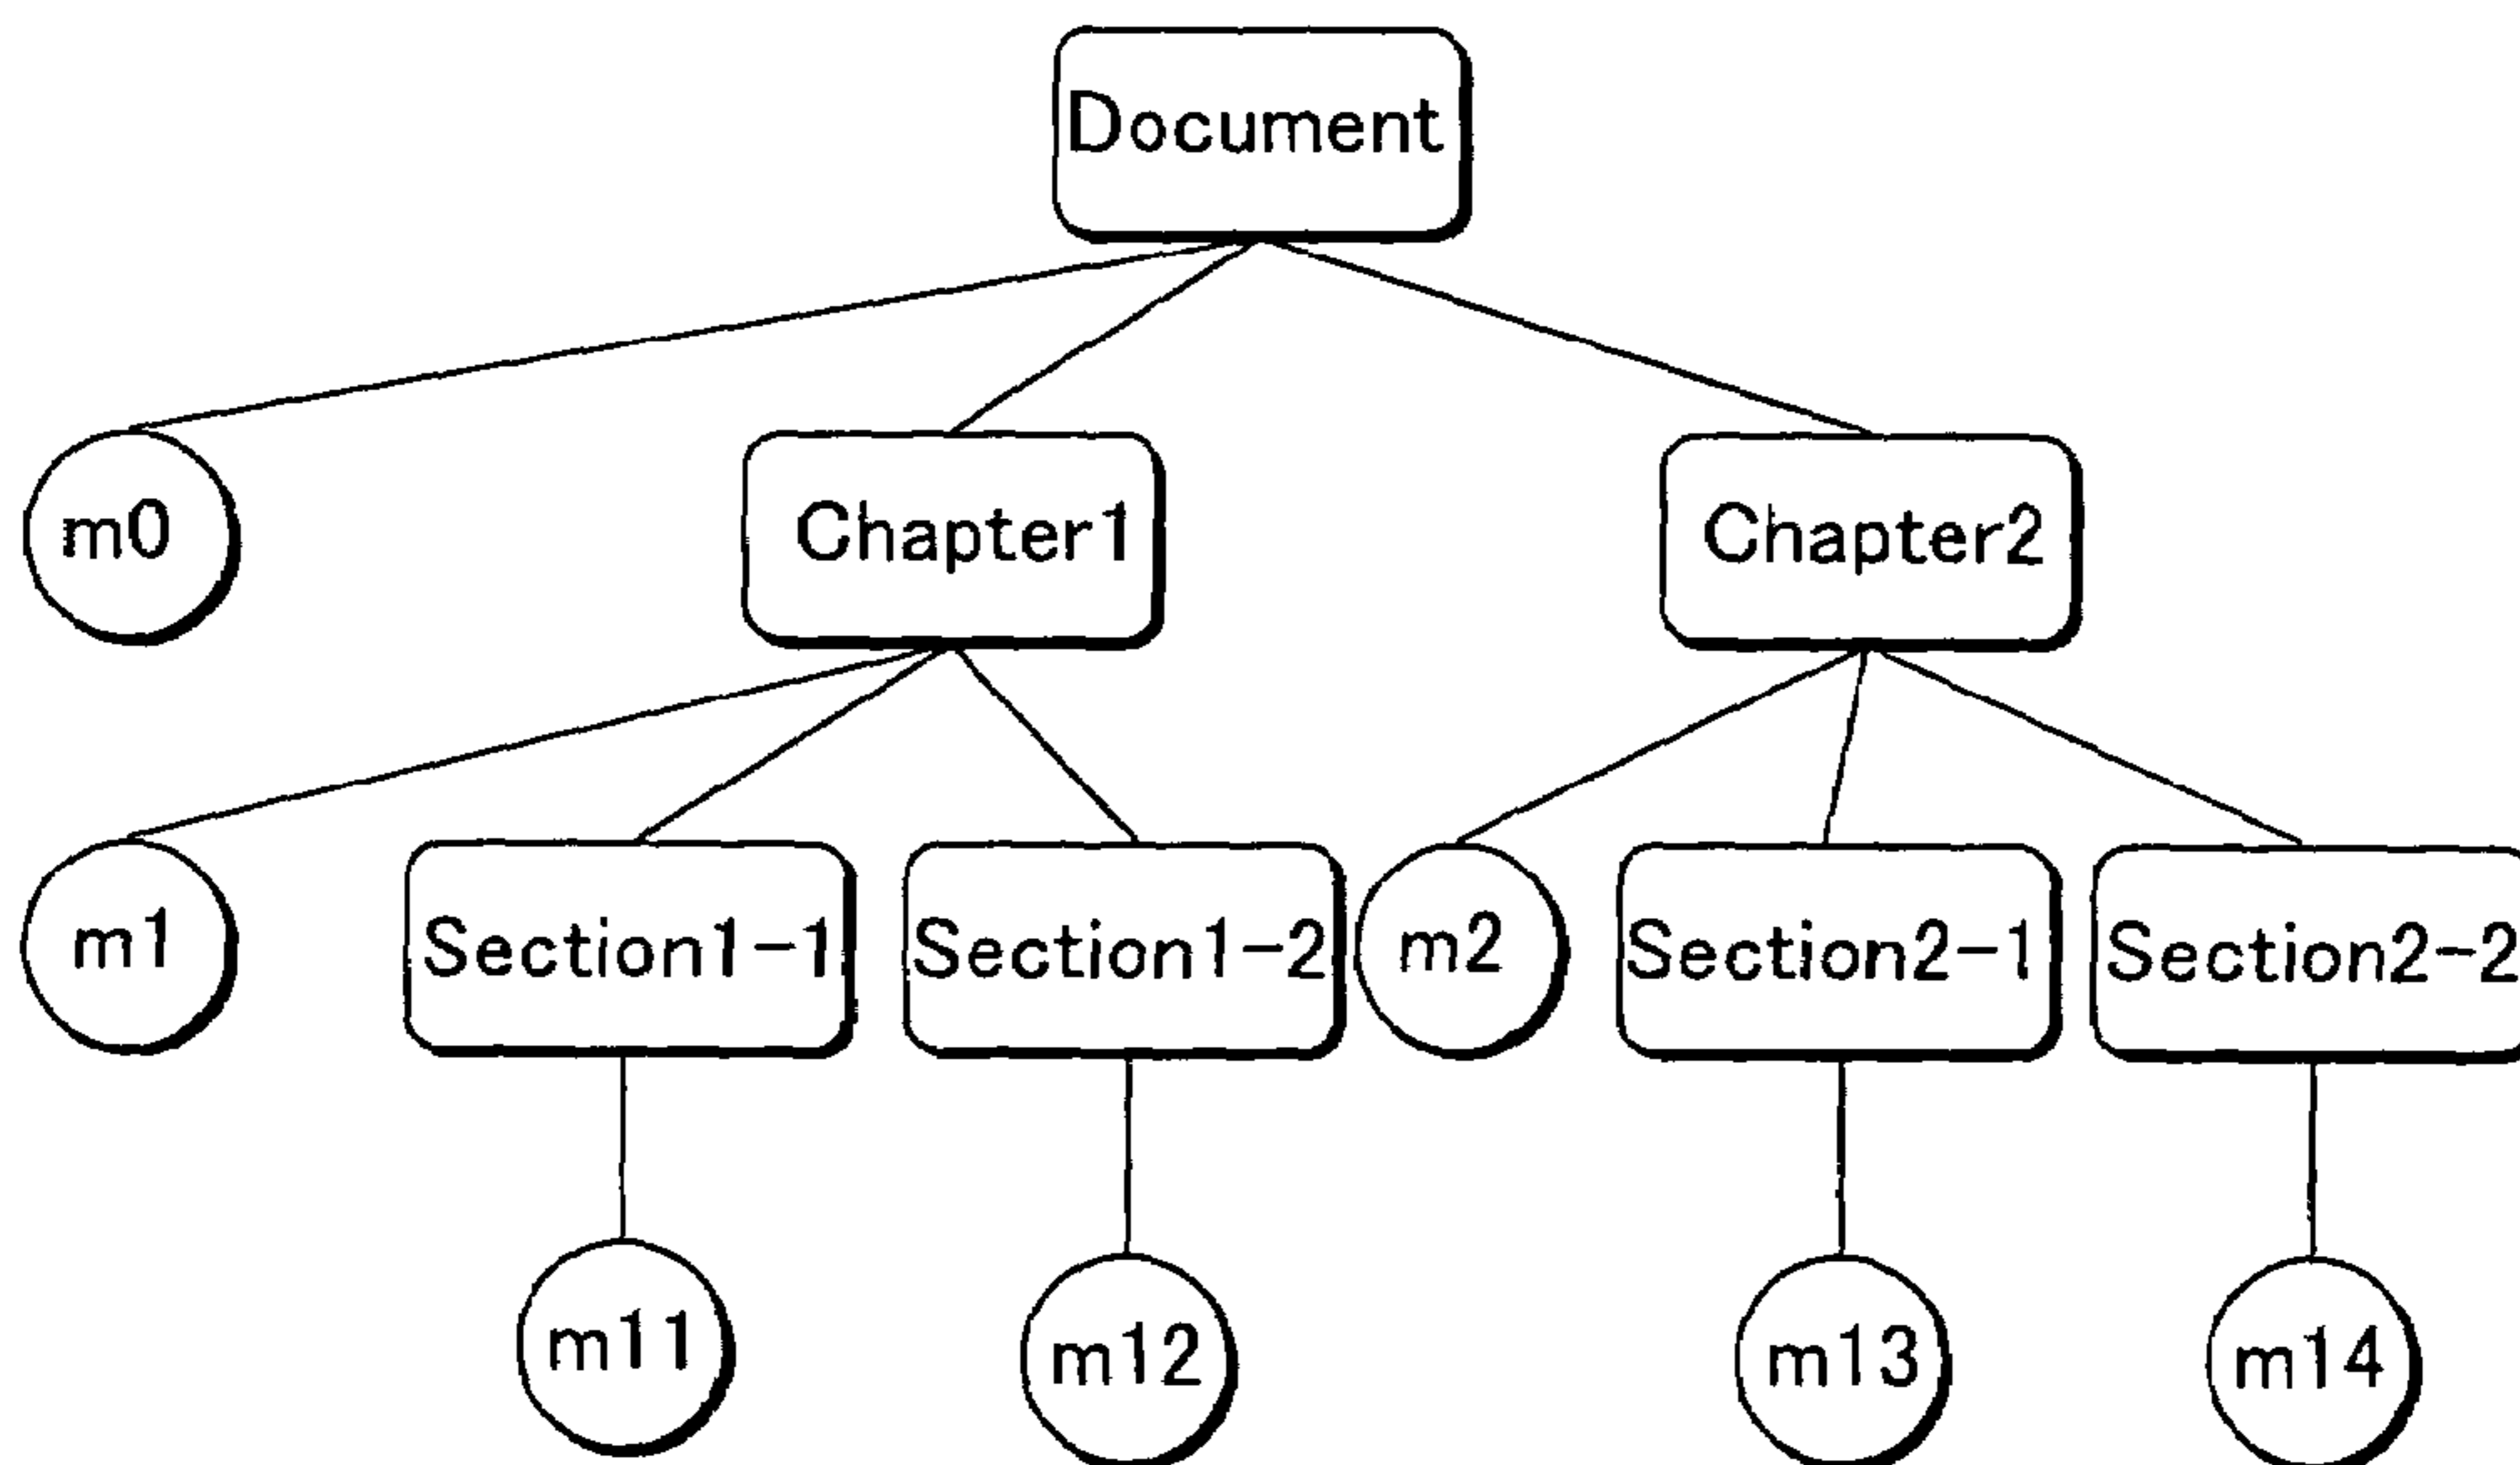 Document
m0
Chapter1
Chapter2
m1
Section1-1
Section1-2
m2
Section2-1
Section2-2
m11
m12
m13
m14